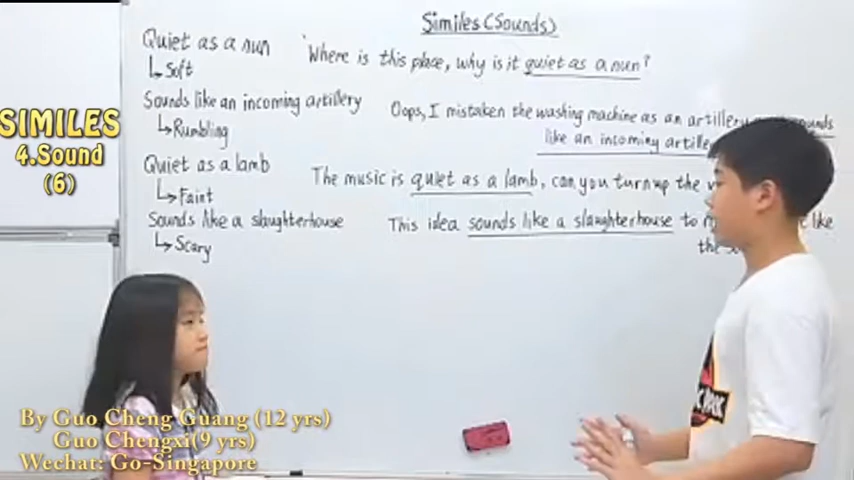 Similes (Sounds)
Quiet as a nun
↳ Soft
'Where is this place, why is it quiet as a nun?
Sounds like an incoming artillery
↳ Rumbling
Oops, I mistaken the washing machine as an artillery
like an incoming
Quiet as a lamb
↳ Faint
The music is quiet as a lamb, can you turn up the
Sounds like a slaughterhouse
↳ Scary
This idea sounds like a slaughterhouse to
like
the
SIMILES
4.Sound
(6)
By Guo Cheng Guang (12 yrs)
Guo Chengxi(9 yrs)
Wechat: Go-Singapore